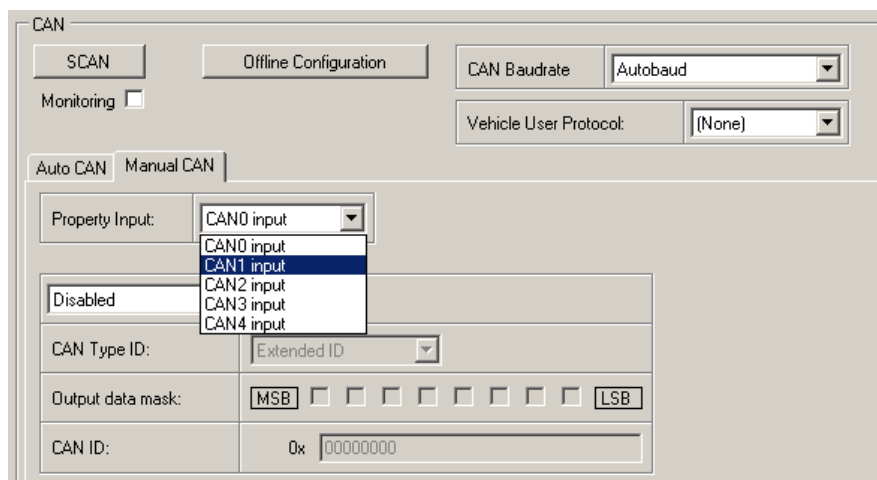 CAN
SCAN
Offline Configuration
CAN Baudrate
Autobaud
Monitoring
Vehicle User Protocol:
(None)
Auto CAN
Manual CAN
Property Input:
CAN0 input
CAN0 input
CAN1 input
CAN2 input
CAN3 input
CAN4 input
Disabled
CAN Type ID:
Extended ID
Output data mask:
MSB
LSB
CAN ID:
0x
00000000